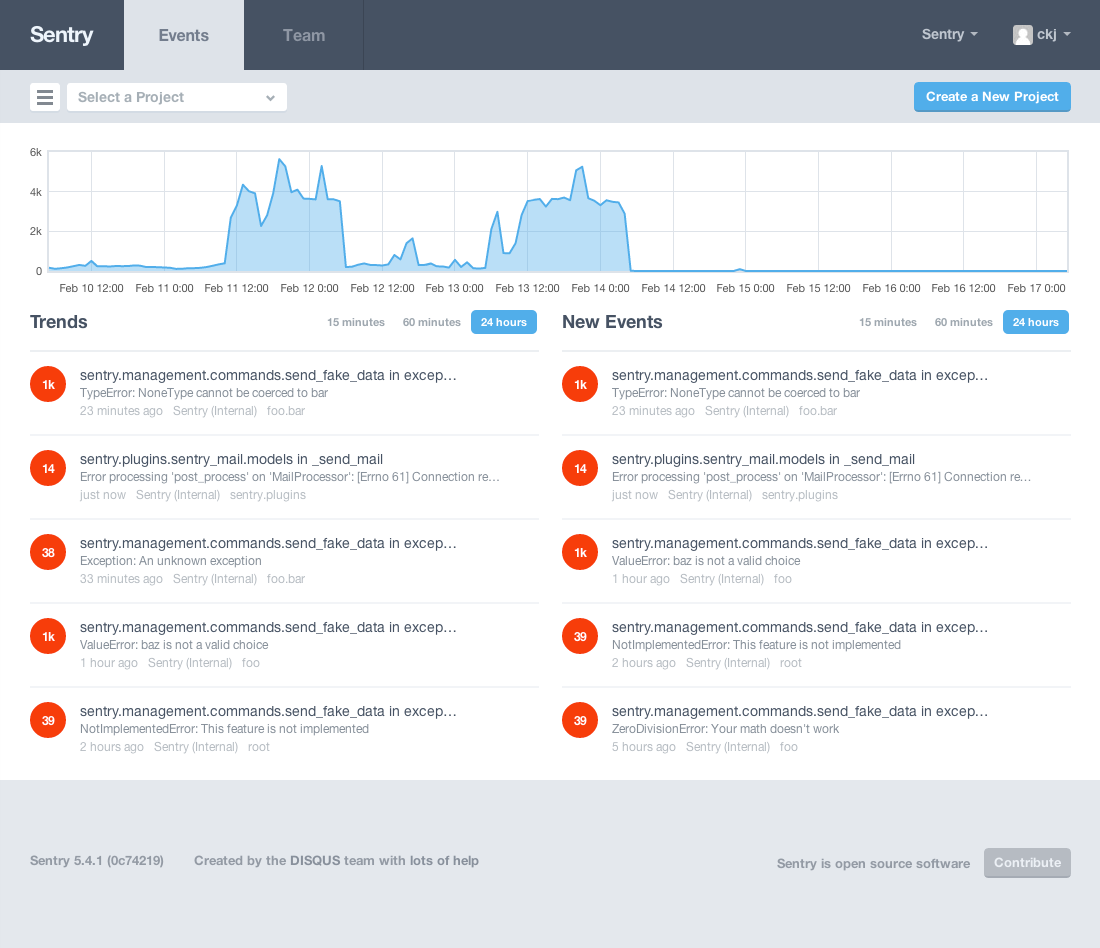 Sentry Events Team Sentry ckj
Select a Project Create a New Project
6k
4k
2k
0
Feb 10 12:00 Feb 11 0:00 Feb 11 12:00 Feb 12 0:00 Feb 12 12:00 Feb 13 0:00 Feb 13 12:00 Feb 14 0:00 Feb 14 12:00 Feb 15 0:00 Feb 15 12:00 Feb 16 0:00 Feb 16 12:00 Feb 17 0:00
Trends 15 minutes 60 minutes 24 hours
1k sentry.management.commands.send_fake_data in excep…
TypeError: NoneType cannot be coerced to bar
23 minutes ago Sentry (Internal) foo.bar
14 sentry.plugins.sentry_mail.models in _send_mail
Error processing 'post_process' on 'MailProcessor': [Errno 61] Connection re…
just now Sentry (Internal) sentry.plugins
38 sentry.management.commands.send_fake_data in excep…
Exception: An unknown exception
33 minutes ago Sentry (Internal) foo.bar
1k sentry.management.commands.send_fake_data in excep…
ValueError: baz is not a valid choice
1 hour ago Sentry (Internal) foo
39 sentry.management.commands.send_fake_data in excep…
NotImplementedError: This feature is not implemented
2 hours ago Sentry (Internal) root
New Events 15 minutes 60 minutes 24 hours
1k sentry.management.commands.send_fake_data in excep…
TypeError: NoneType cannot be coerced to bar
23 minutes ago Sentry (Internal) foo.bar
14 sentry.plugins.sentry_mail.models in _send_mail
Error processing 'post_process' on 'MailProcessor': [Errno 61] Connection re…
just now Sentry (Internal) sentry.plugins
1k sentry.management.commands.send_fake_data in excep…
ValueError: baz is not a valid choice
1 hour ago Sentry (Internal) foo
39 sentry.management.commands.send_fake_data in excep…
NotImplementedError: This feature is not implemented
2 hours ago Sentry (Internal) root
39 sentry.management.commands.send_fake_data in excep…
ZeroDivisionError: Your math doesn't work
5 hours ago Sentry (Internal) foo
Sentry 5.4.1 (0c74219) Created by the DISQUS team with lots of help
Sentry is open source software Contribute